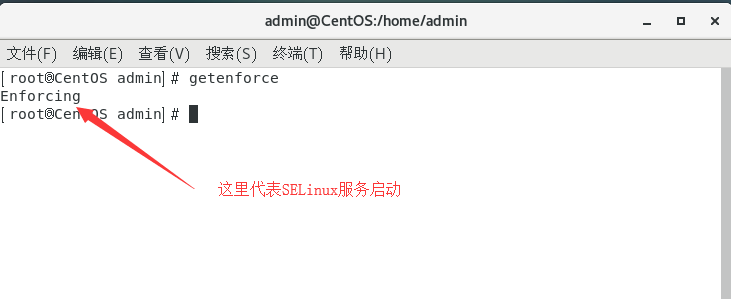 admin@CentOS:/home/admin
文件(F) 编辑(E) 查看(V) 搜索(S) 终端(T) 帮助(H)
[root@CentOS admin]# getenforce
Enforcing
[root@CentOS admin]#
这里代表SELinux服务启动